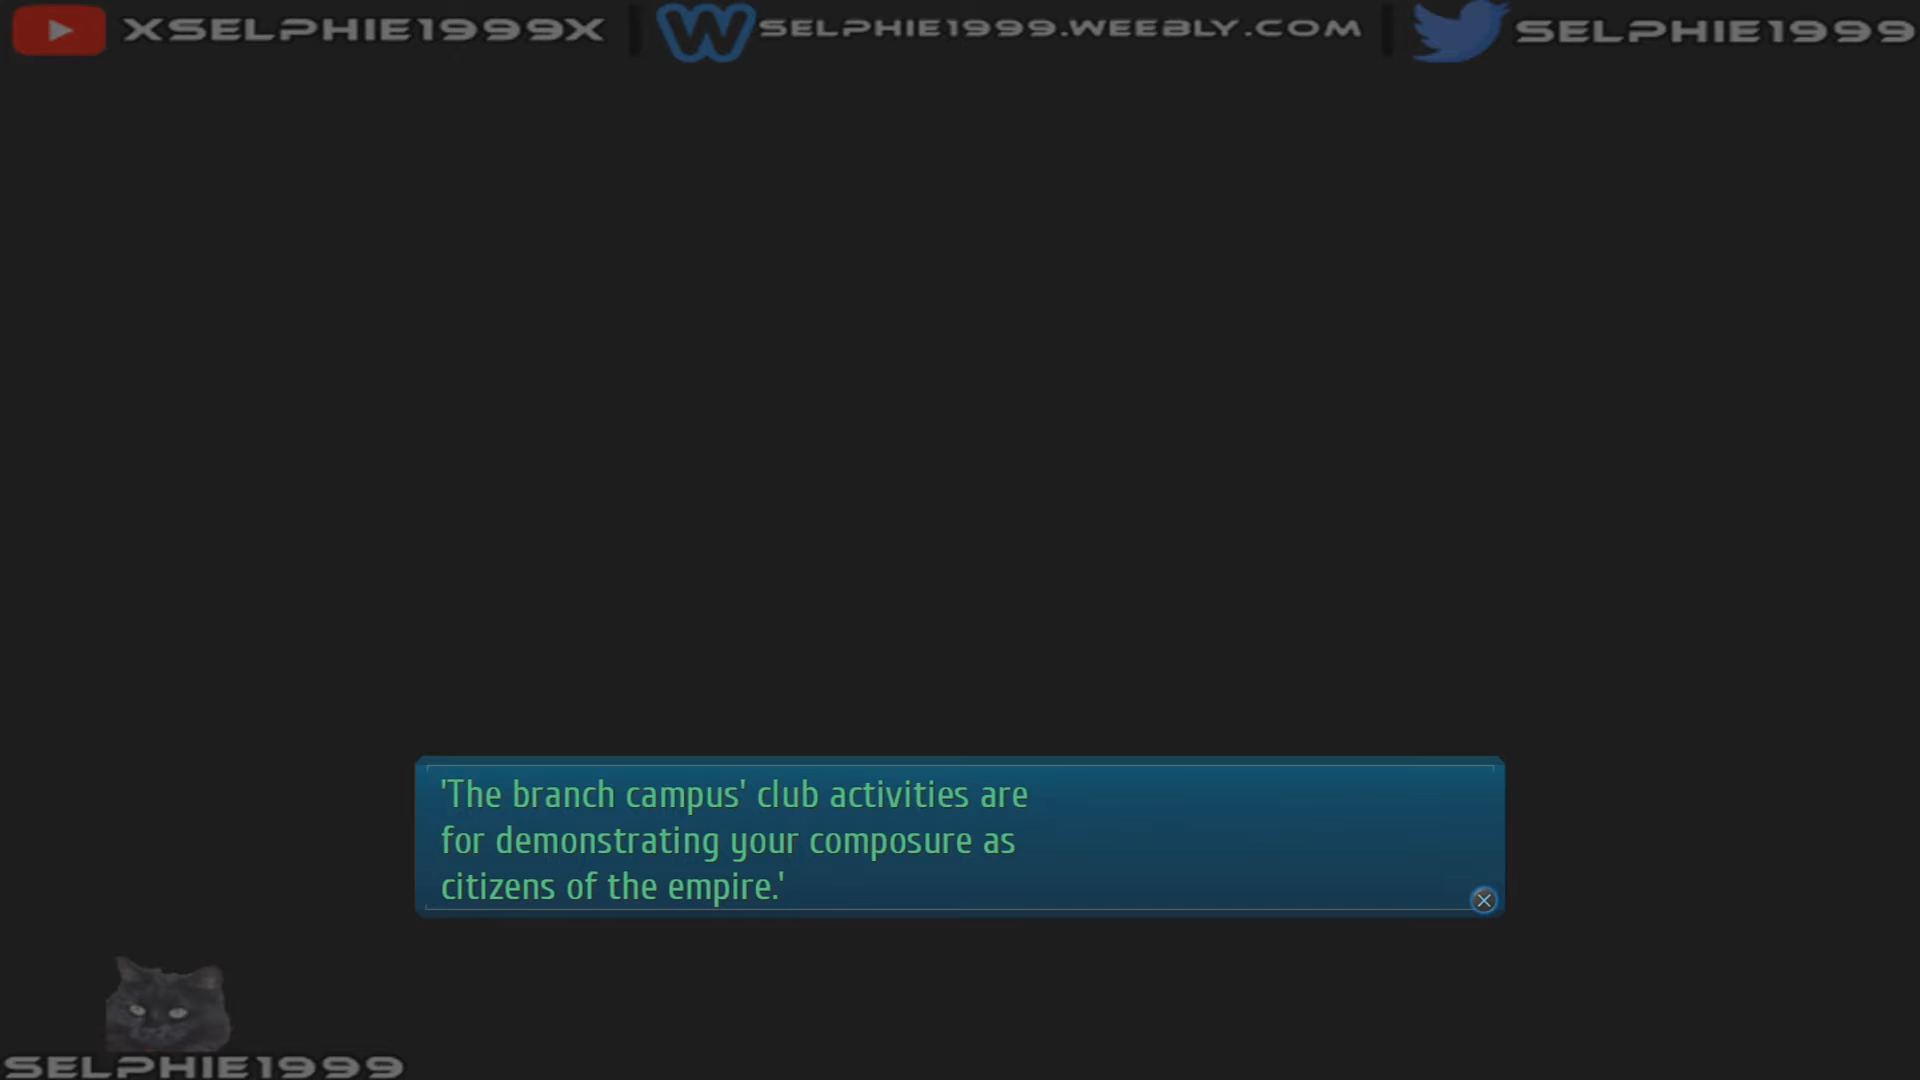 XSELPHIE1999X | SELPHIE1999.WEEBLY.COM | SELPHIE1999
'The branch campus' club activities are
for demonstrating your composure as
citizens of the empire.'
SELPHIE1999